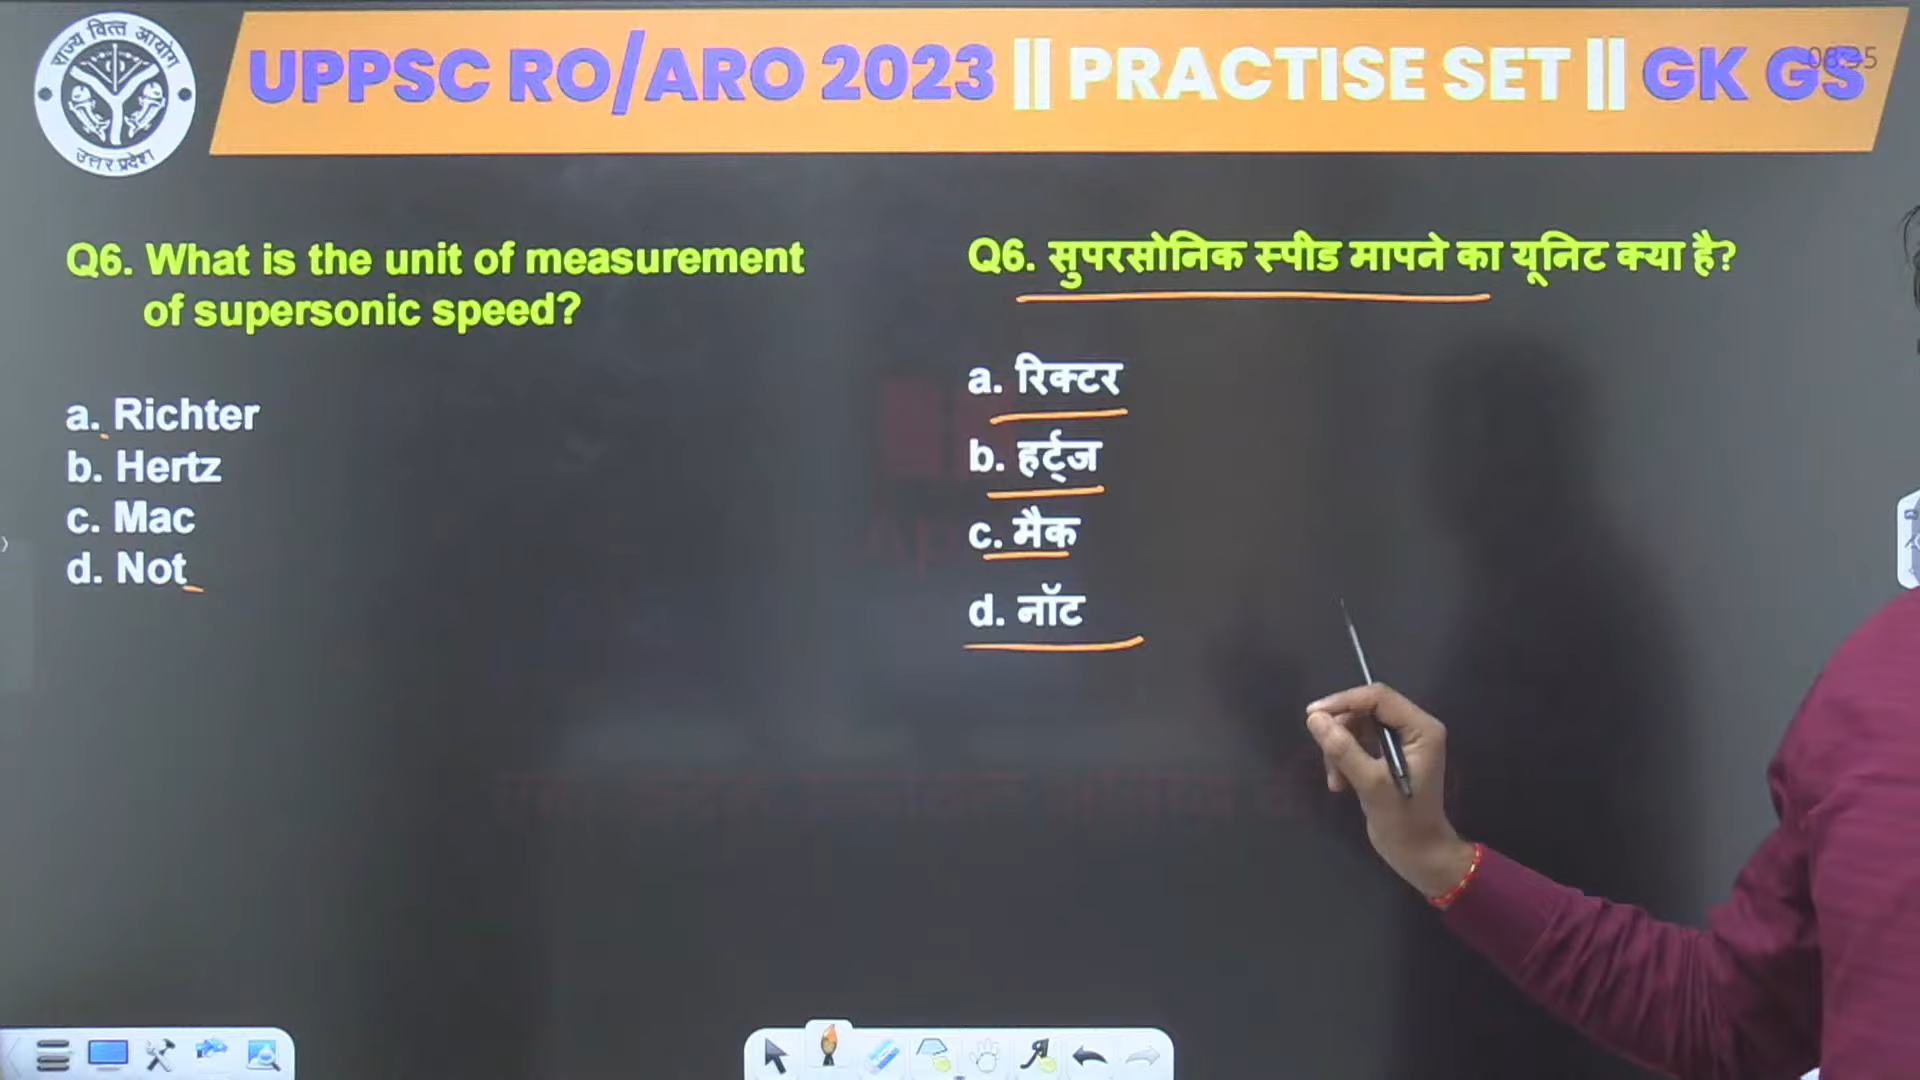 राज्य वित्त आयोग
उत्तर प्रदेश
UPPSC RO/ARO 2023 || PRACTISE SET || GK GS
Q6. What is the unit of measurement
of supersonic speed?
a. Richter
b. Hertz
c. Mac
d. Not
Q6. सुपरसोनिक स्पीड मापने का यूनिट क्या है?
a. रिक्टर
b. हर्ट्ज
c. मैक
d. नॉट